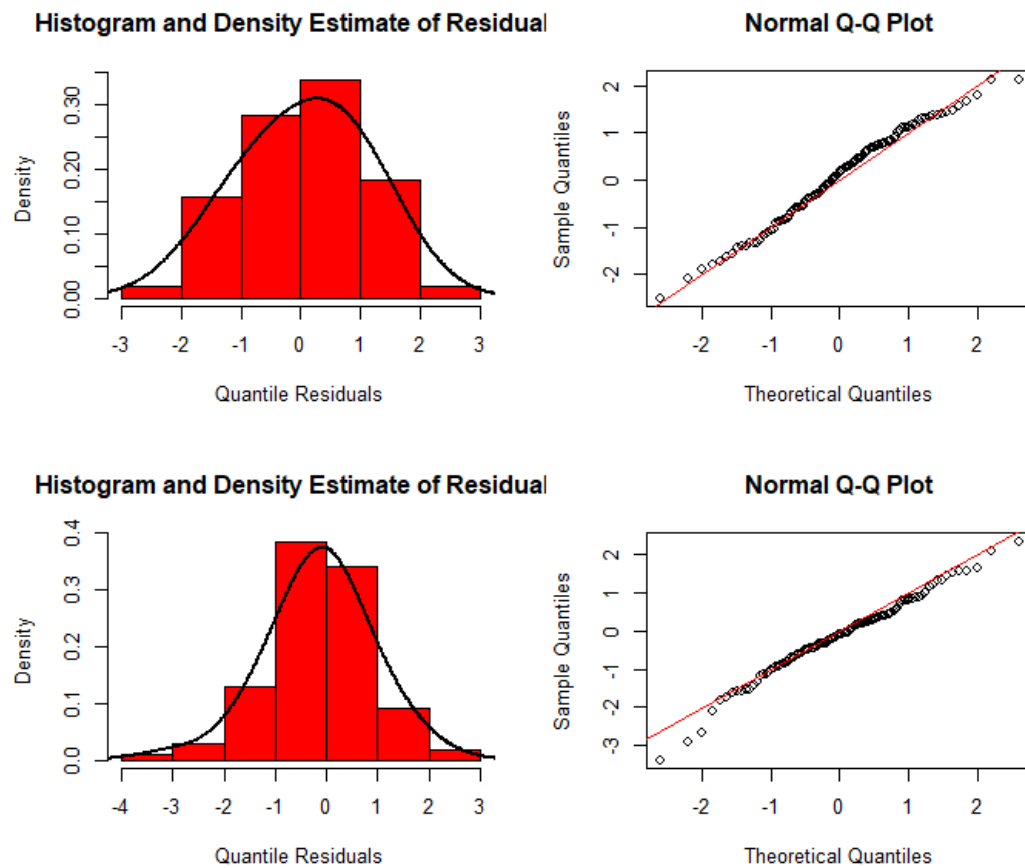 Histogram and Density Estimate of Residual
Normal Q-Q Plot
Density
0.00 0.10 0.20 0.30
-3 -2 -1 0 1 2 3
Quantile Residuals
Sample Quantiles
-2 -1 0 1 2
-2 -1 0 1 2
Theoretical Quantiles
Histogram and Density Estimate of Residual
Normal Q-Q Plot
Density
0.0 0.1 0.2 0.3 0.4
-4 -3 -2 -1 0 1 2 3
Quantile Residuals
Sample Quantiles
-3 -2 -1 0 1 2
-2 -1 0 1 2
Theoretical Quantiles